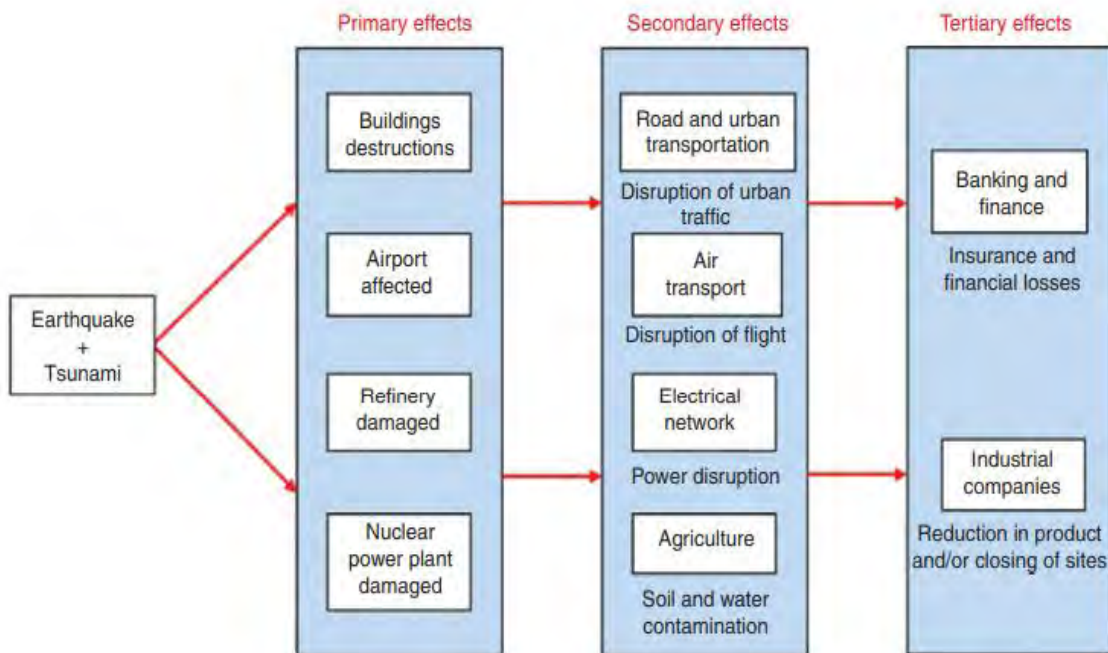 Primary effects
Secondary effects
Tertiary effects
Earthquake
+
Tsunami
Buildings
destructions
Airport
affected
Refinery
damaged
Nuclear
power plant
damaged
Road and urban
transportation
Disruption of urban
traffic
Air
transport
Disruption of flight
Electrical
network
Power disruption
Agriculture
Soil and water
contamination
Banking and
finance
Insurance and
financial losses
Industrial
companies
Reduction in product
and/or closing of sites